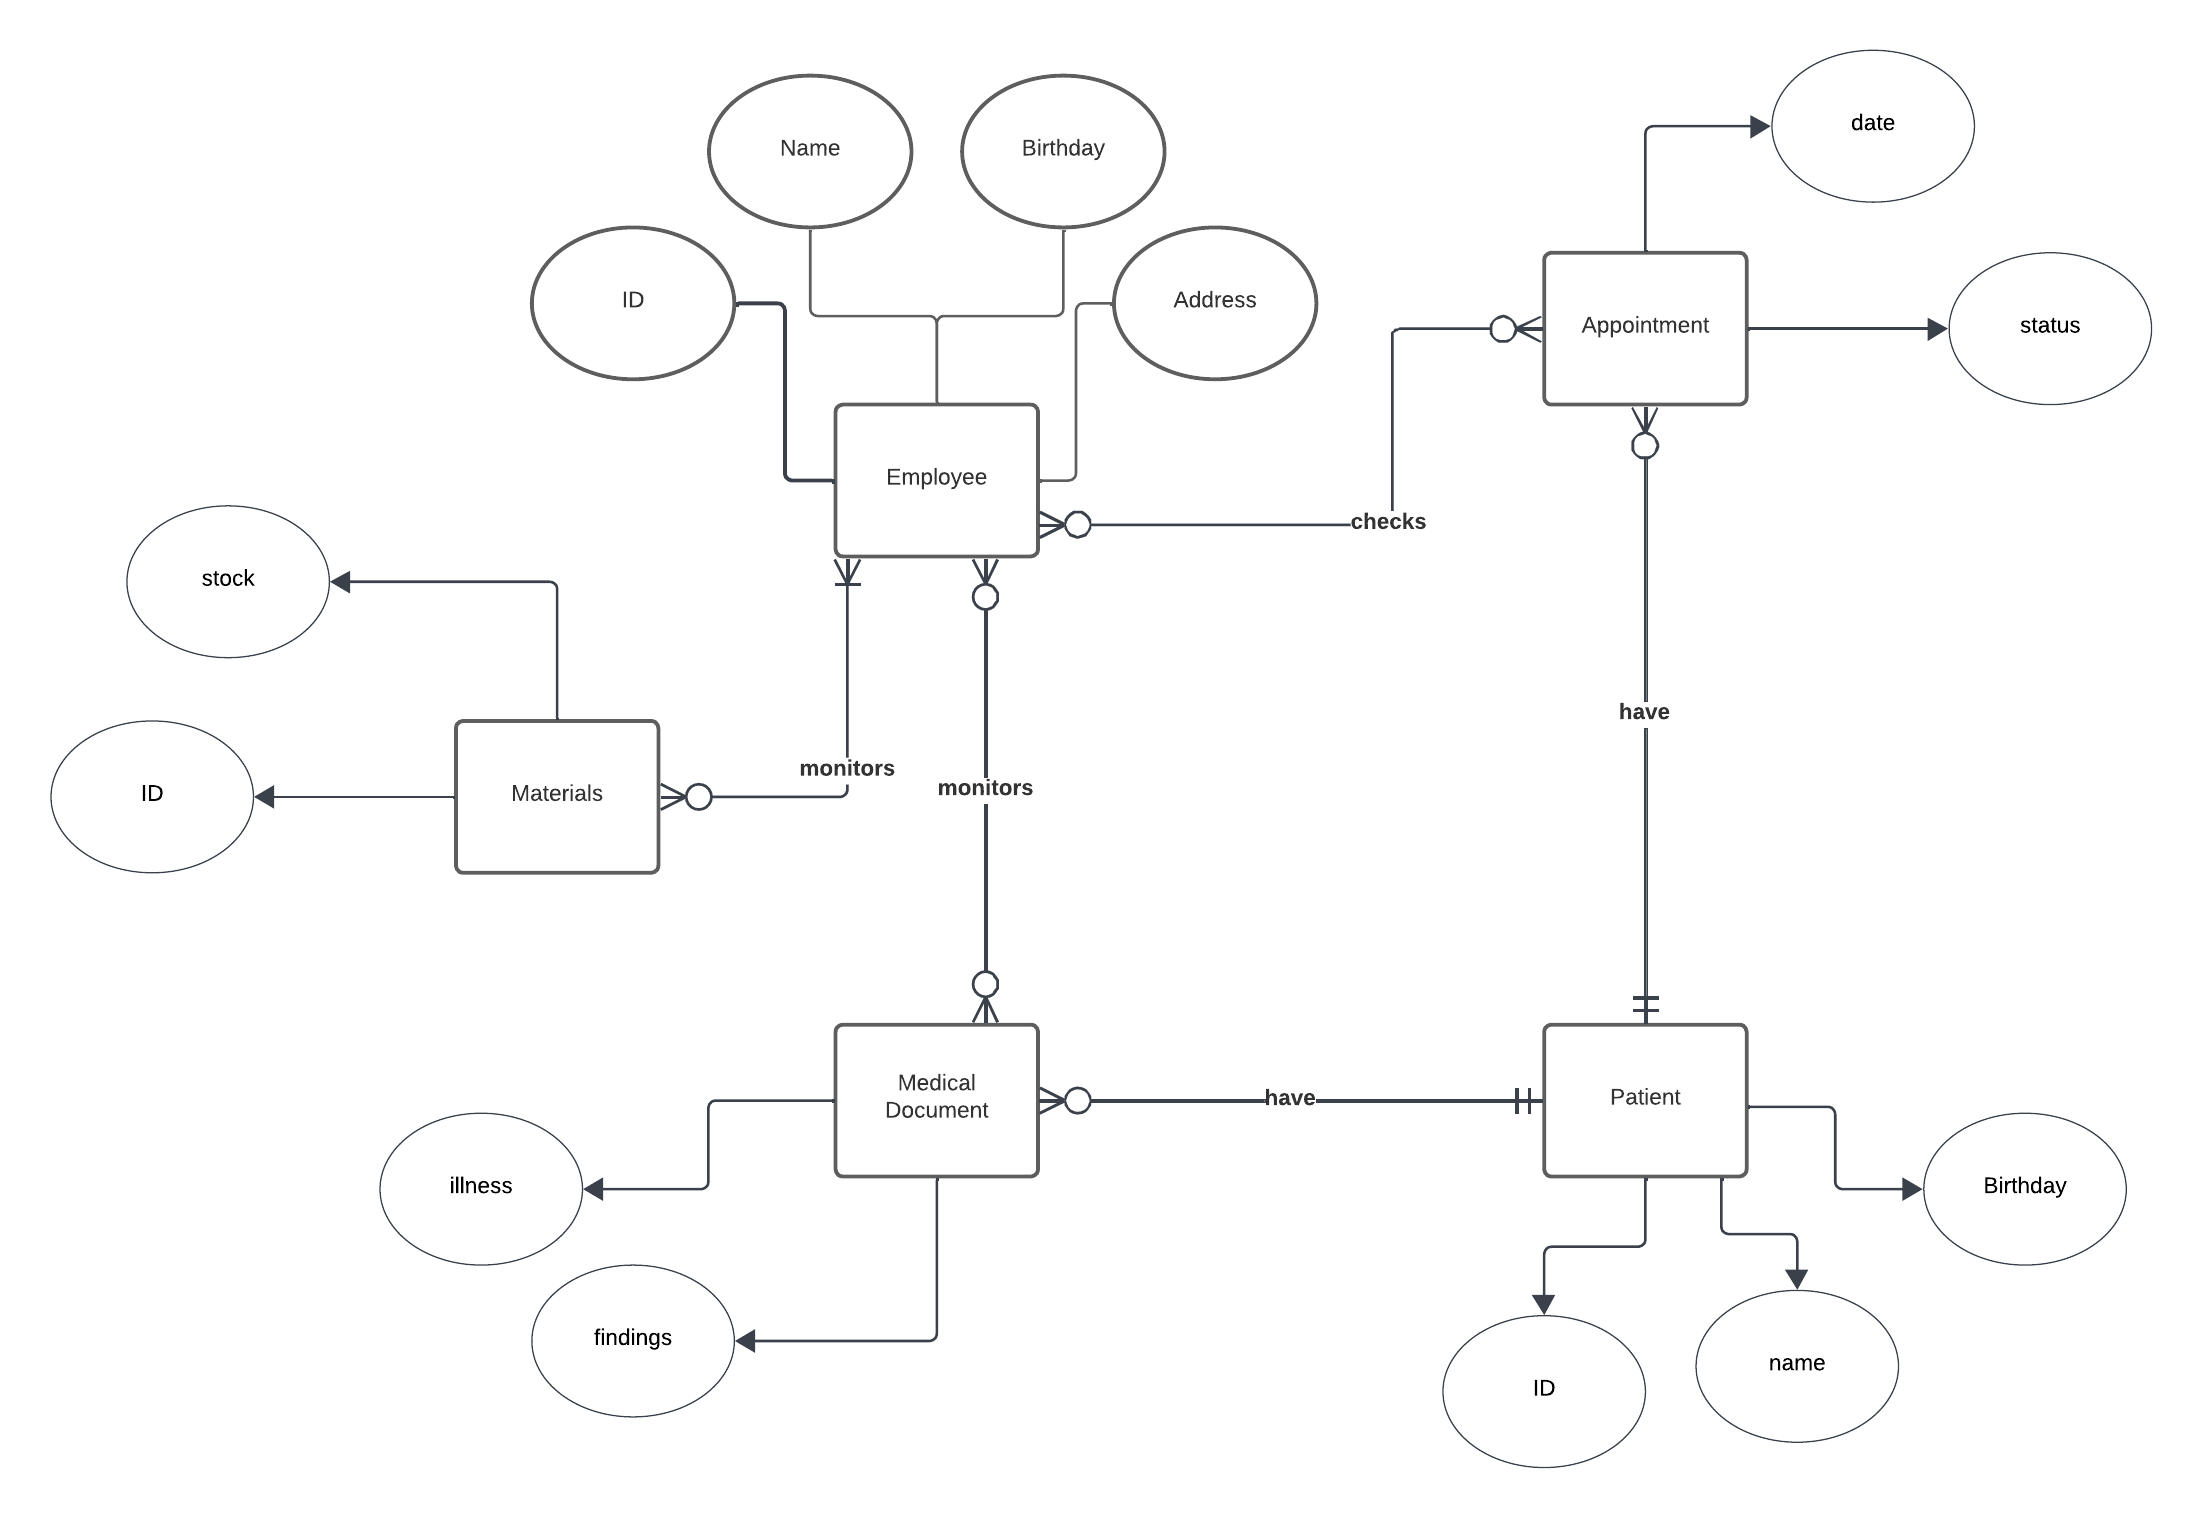 date
Name
Birthday
ID
Address
Appointment
status
Employee
checks
stock
have
monitors
monitors
ID
Materials
Medical
Document
have
Patient
illness
Birthday
findings
name
ID